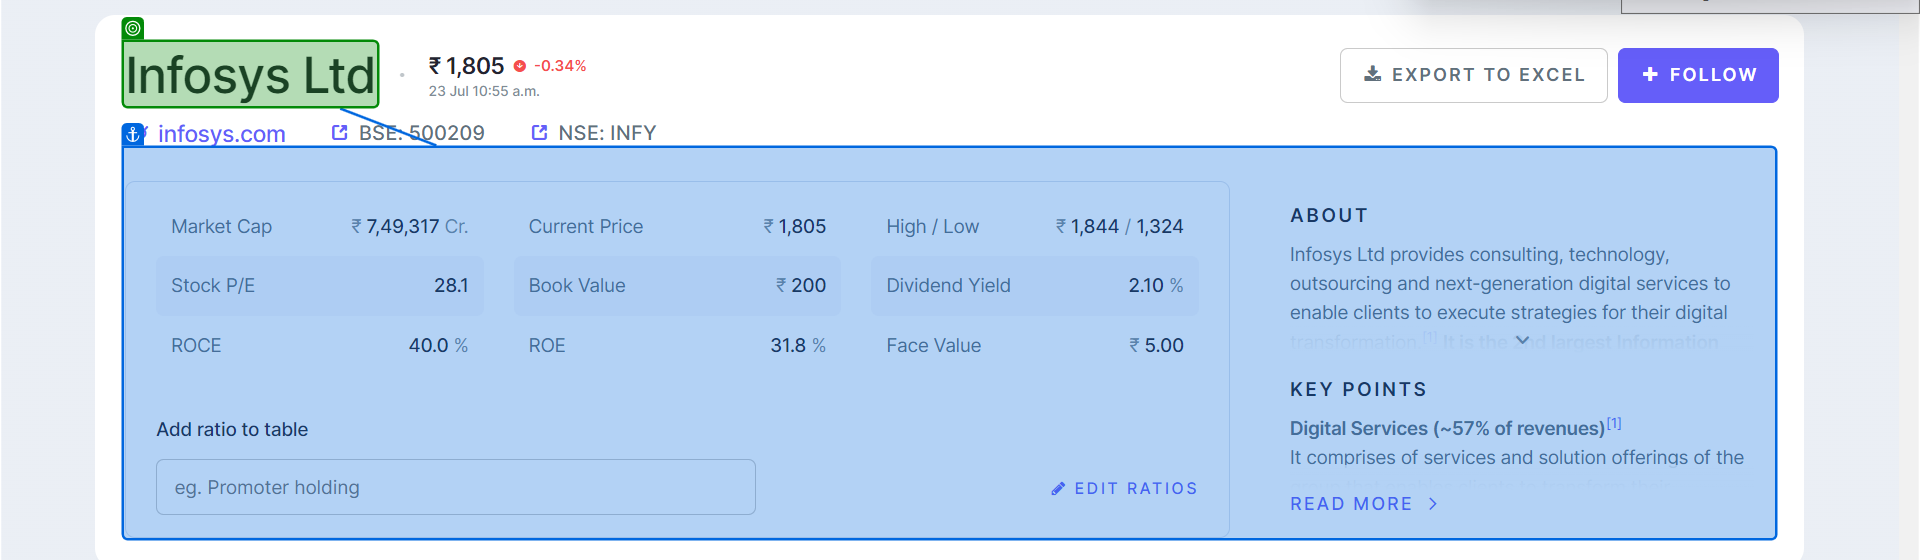 Infosys Ltd
₹ 1,805 -0.34%
23 Jul 10:55 a.m.
EXPORT TO EXCEL
FOLLOW
infosys.com BSE: 500209 NSE: INFY
Market Cap ₹ 7,49,317 Cr.
Current Price ₹ 1,805
High / Low ₹ 1,844 / 1,324
Stock P/E 28.1
Book Value ₹ 200
Dividend Yield 2.10 %
ROCE 40.0 %
ROE 31.8 %
Face Value ₹ 5.00
Add ratio to table
eg. Promoter holding
EDIT RATIOS
ABOUT
Infosys Ltd provides consulting, technology,
outsourcing and next-generation digital services to
enable clients to execute strategies for their digital
transformation.[1] It is the 2nd largest Information
KEY POINTS
Digital Services (~57% of revenues)[1]
It comprises of services and solution offerings of the
READ MORE